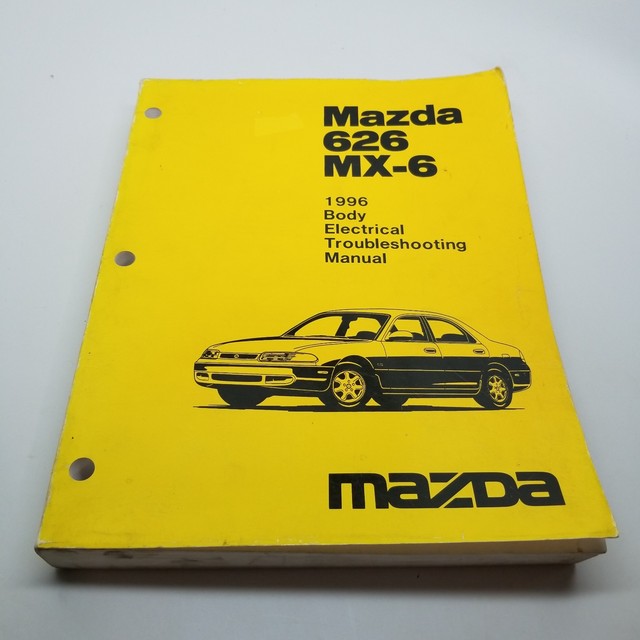 Mazda
626
MX-6
1996
Body
Electrical
Troubleshooting
Manual
mazda